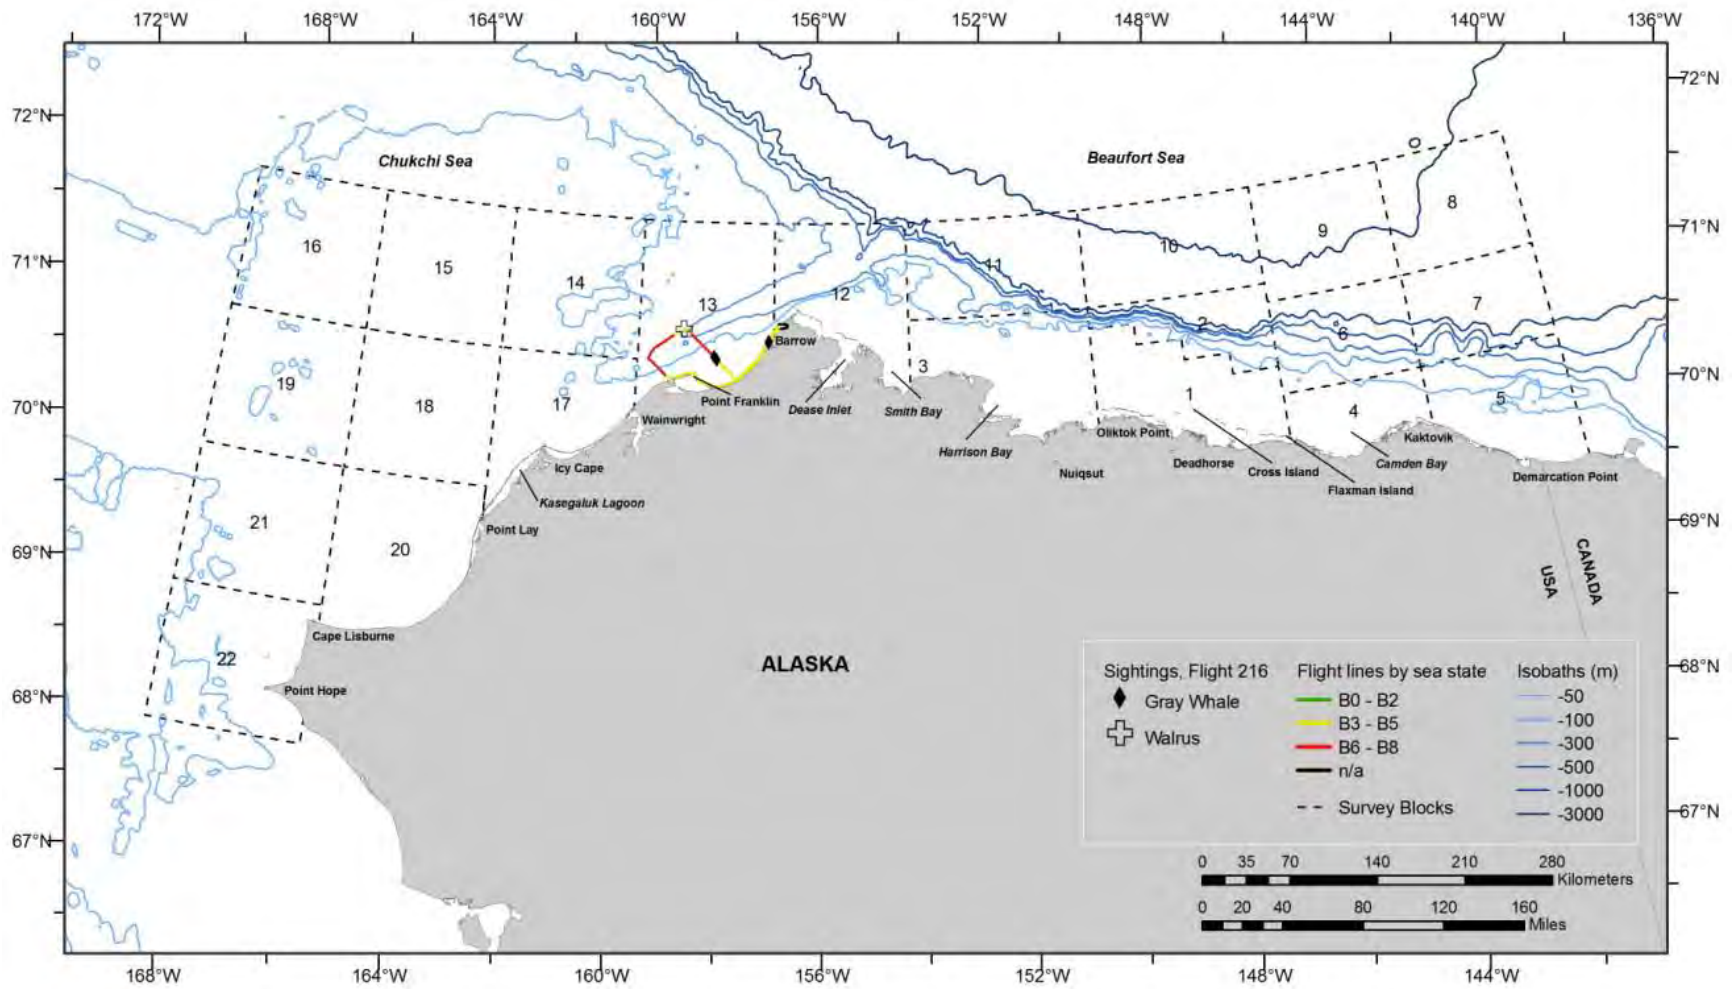 172°W 168°W 164°W 160°W 156°W 152°W 148°W 144°W 140°W 136°W
72°N 72°N
Chukchi Sea Beaufort Sea
8
9
71°N 71°N
16 10
15 11
14 12
13 7
2 6
Barrow
70°N 70°N
19 3
18 17 Point Franklin Dease Inlet Smith Bay 1 4 5
Wainwright
Oliktok Point Kaktovik
Harrison Bay
Icy Cape Nuiqsut Deadhorse Cross Island Camden Bay
Flaxman Island Demarcation Point
Kasegaluk Lagoon
21 69°N
Point Lay
20
69°N
USA CANADA
Cape Lisburne
22 ALASKA 68°N
68°N Point Hope
67°N
67°N
Sightings, Flight 216
Gray Whale
Walrus
Flight lines by sea state
B0 - B2
B3 - B5
B6 - B8
n/a
Survey Blocks
Isobaths (m)
-50
-100
-300
-500
-1000
-3000
0 35 70 140 210 280
Kilometers
0 20 40 80 120 160
Miles
168°W 164°W 160°W 156°W 152°W 148°W 144°W